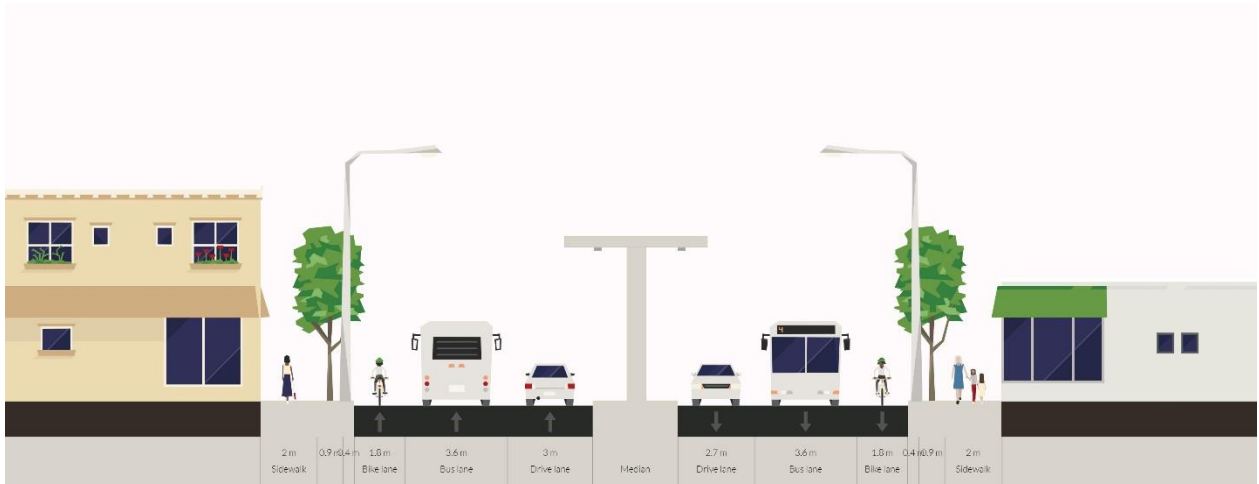 4
2 m 0.9 m 0.4 m 1.8 m 3.6 m 3 m 2.7 m 3.6 m 1.8 m 0.4 m 0.9 m 2 m
Sidewalk Bike lane Bus lane Drive lane Median Drive lane Bus lane Bike lane Sidewalk